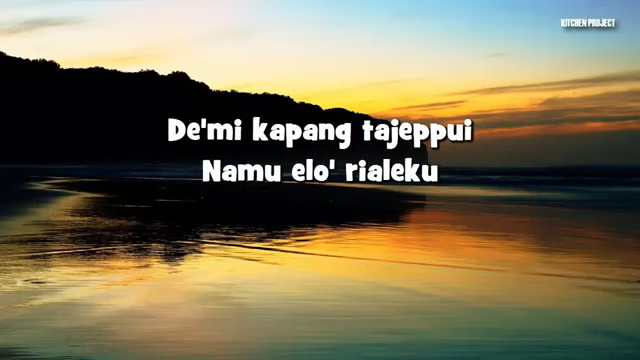 KITCHEN PROJECT
De'mi kapang tajeppui
Namu elo' rialeku